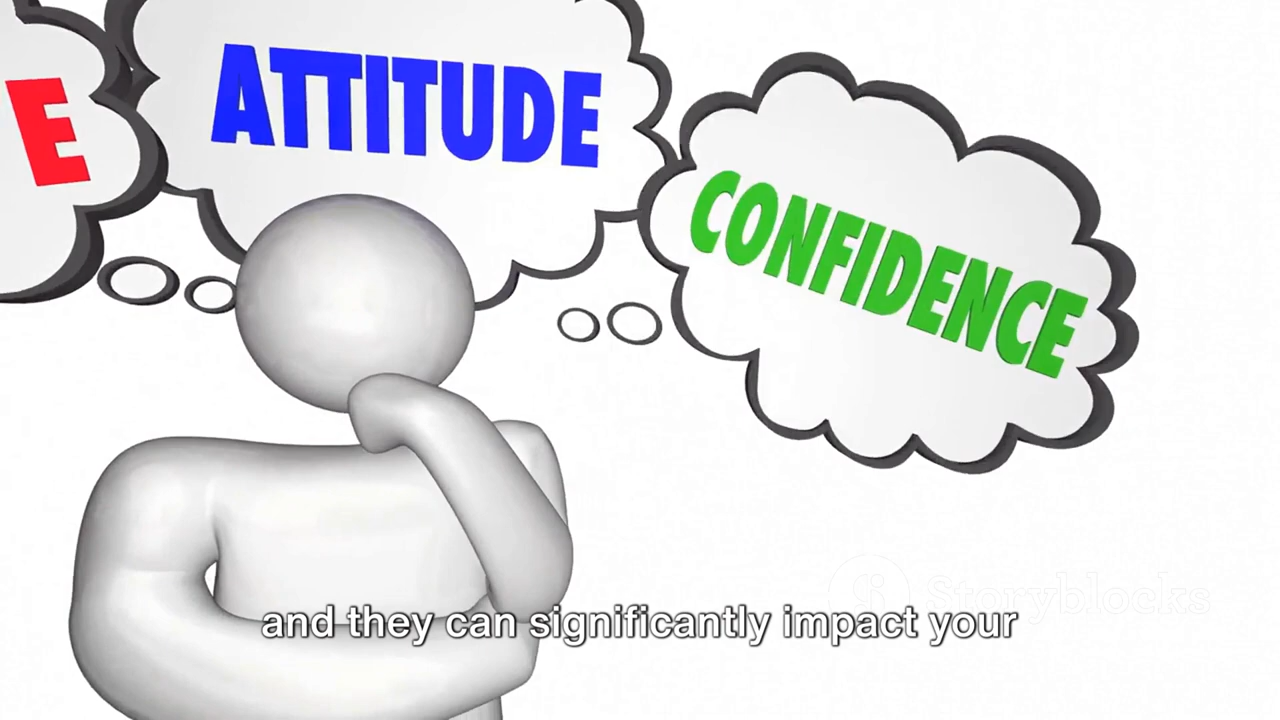 E
ATTITUDE
CONFIDENCE
Storyblocks
and they can significantly impact your